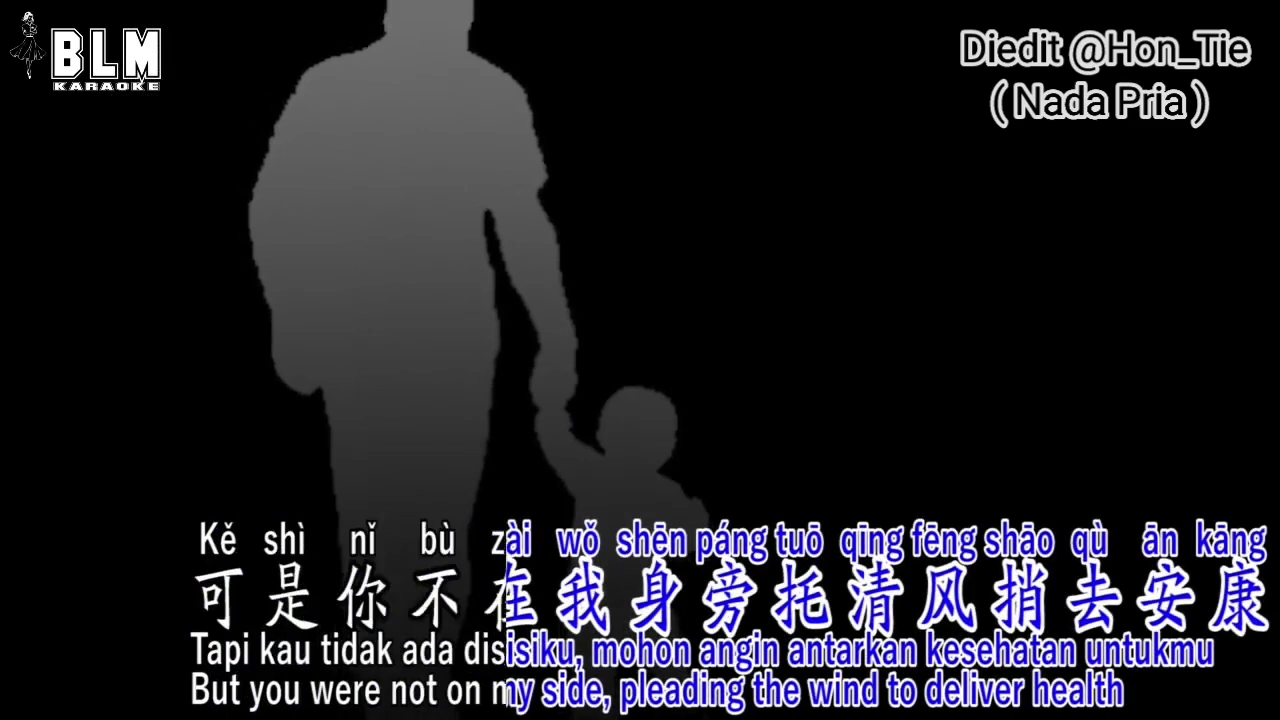 BLM
KARAOKE
Diedit @Hon_Tie
( Nada Pria )
Kě shì nǐ bù zài wǒ shēn páng tuō qīng fēng shāo qù ān kāng
可是你不在我身旁托清风捎去安康
Tapi kau tidak ada disisiku, mohon angin antarkan kesehatan untukmu
But you were not on my side, pleading the wind to deliver health